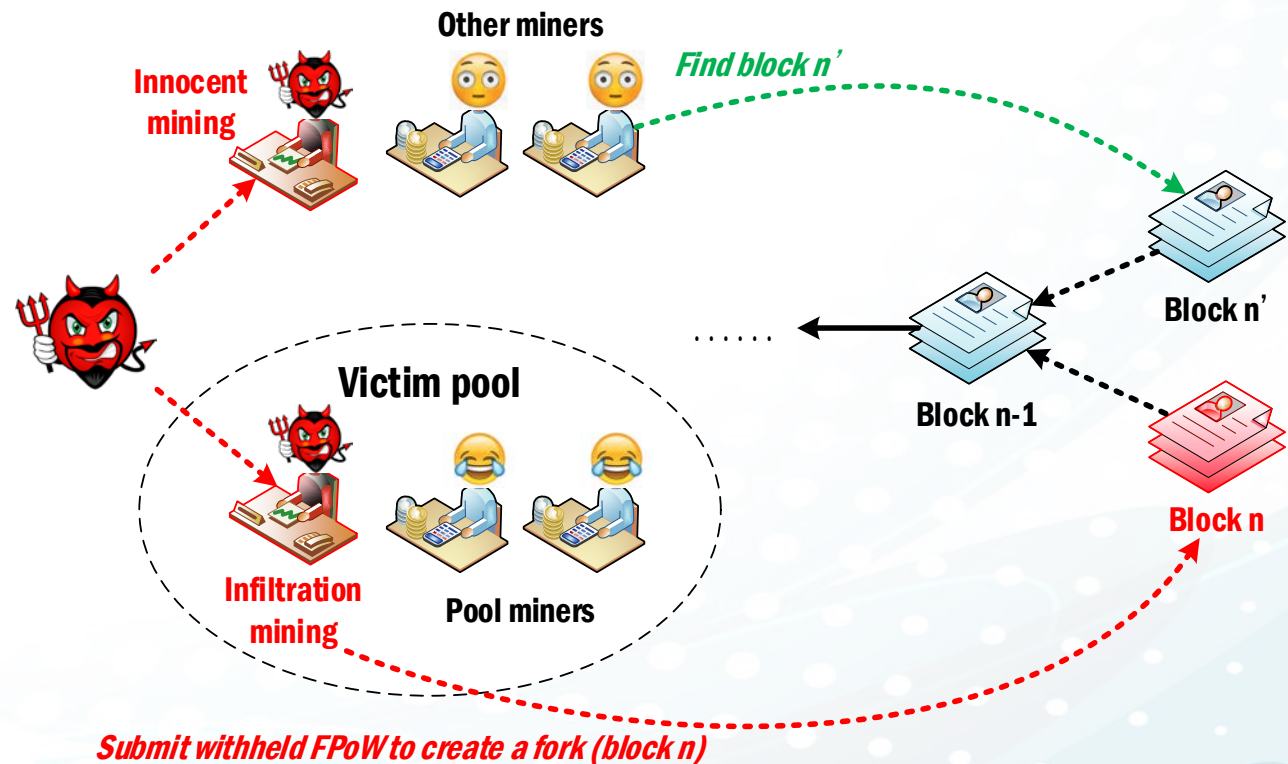 Other miners
Find block n’
Innocent
mining
Block n’
......
Victim pool
Block n-1
Block n
Infiltration
mining
Pool miners
Submit withheld FPoW to create a fork (block n)